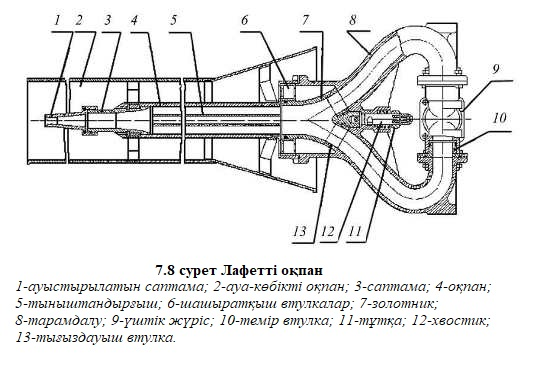 1 2 3 4 5 6 7 8
9
10
13 12 11
7.8 сурет Лафетті оқпан
1-ауыстырылатын саптама; 2-ауа-көбікті оқпан; 3-саптама; 4-оқпан;
5-тыныштандырғыш; 6-шашыратқыш втулкалар; 7-золотник;
8-тарамдалу; 9-үштік жүріс; 10-темір втулка; 11-тұтқа; 12-хвостик;
13-тығыздауыш втулка.